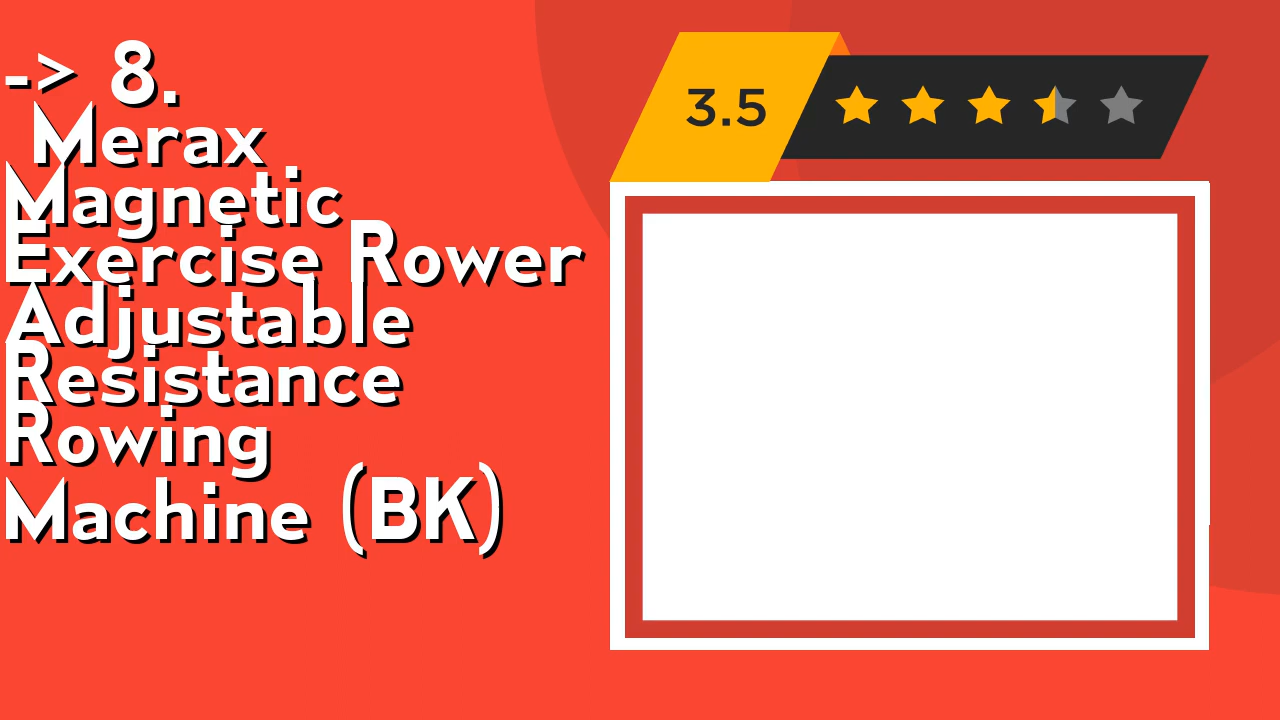 -> 8.
Merax
Magnetic
Exercise Rower
Adjustable
Resistance
Rowing
Machine (BK)
3.5